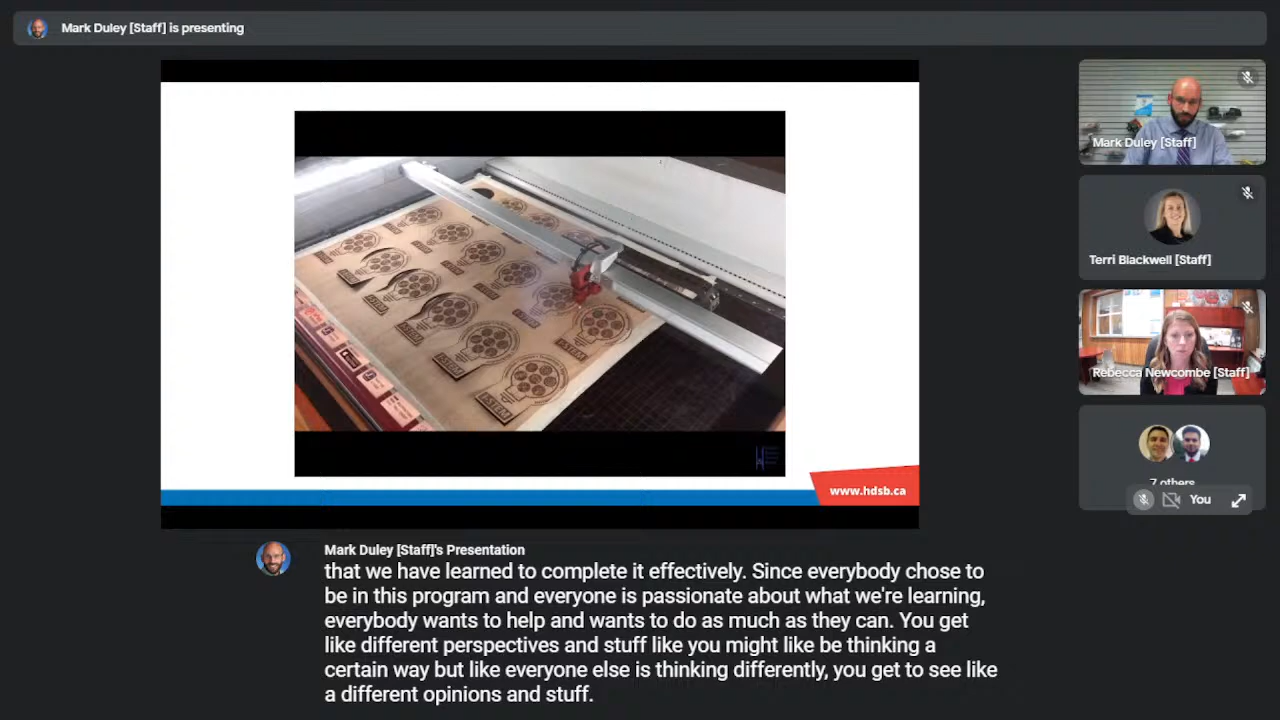 Mark Duley [Staff] is presenting
Mark Duley [Staff]
Terri Blackwell [Staff]
Rebecca Newcombe [Staff]
7 others
You
I-STEM
I-STEM
I-STEM
www.hdsb.ca
Mark Duley [Staff]'s Presentation
that we have learned to complete it effectively. Since everybody chose to
be in this program and everyone is passionate about what we're learning,
everybody wants to help and wants to do as much as they can. You get
like different perspectives and stuff like you might like be thinking a
certain way but like everyone else is thinking differently, you get to see like
a different opinions and stuff.